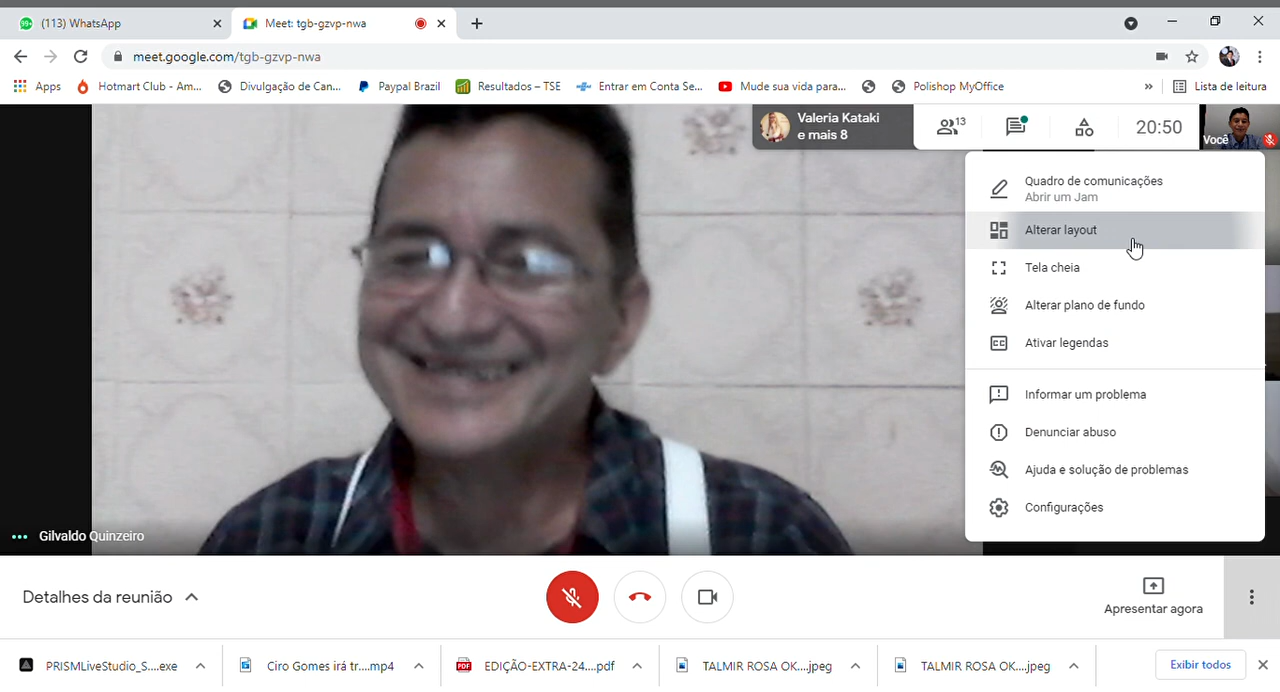 99+ (113) WhatsApp
Meet: tgb-gzvp-nwa
meet.google.com/tgb-gzvp-nwa
Apps
Hotmart Club - Am...
Divulgação de Can...
Paypal Brazil
Resultados – TSE
Entrar em Conta Se...
Mude sua vida para...
Polishop MyOffice
»
Lista de leitura
Valeria Kataki
e mais 8
13
20:50
Você
Quadro de comunicações
Abrir um Jam
Alterar layout
Tela cheia
Alterar plano de fundo
CC Ativar legendas
Informar um problema
Denunciar abuso
Ajuda e solução de problemas
Configurações
Gilvaldo Quinzeiro
Detalhes da reunião
Apresentar agora
PRISMLiveStudio_S....exe
Ciro Gomes irá tr....mp4
PDF EDIÇÃO-EXTRA-24....pdf
TALMIR ROSA OK....jpeg
TALMIR ROSA OK....jpeg
Exibir todos